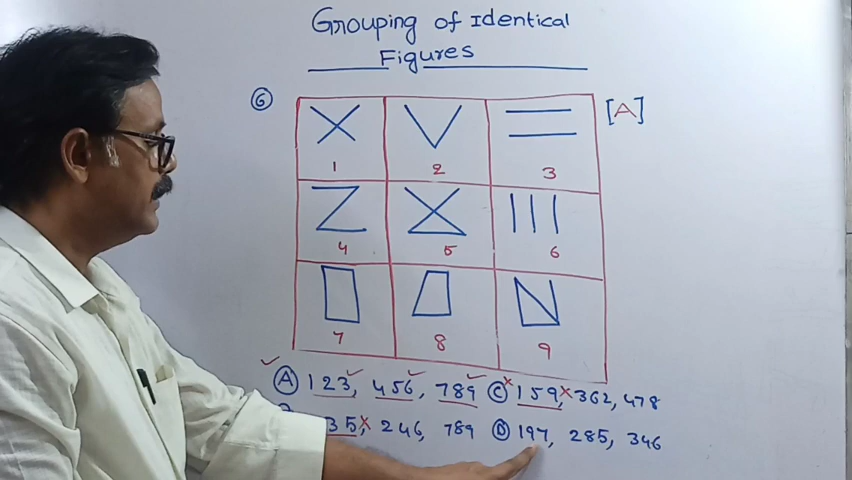 Grouping of Identical
Figures
6 [A]
1 2 3
4 5 6
7 8 9
A 123, 456, 789 C 159, 362, 478
35, 246, 789 D 197, 285, 346